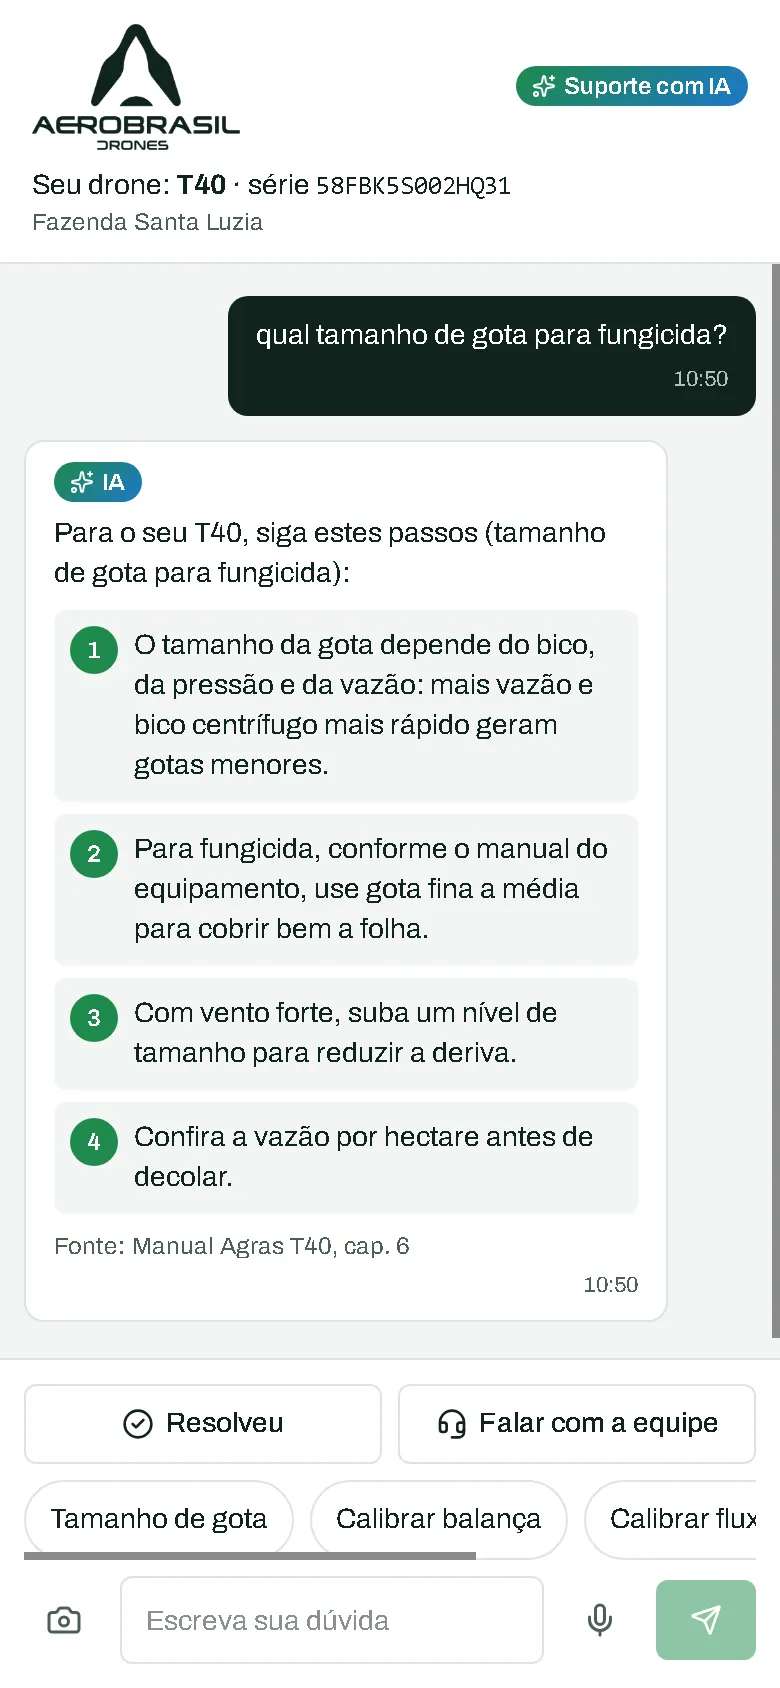 AEROBRASIL
DRONES
Suporte com IA
Seu drone: T40 · série 58FBK5S002HQ31
Fazenda Santa Luzia
qual tamanho de gota para fungicida?
10:50
IA
Para o seu T40, siga estes passos (tamanho
de gota para fungicida):
1
O tamanho da gota depende do bico,
da pressão e da vazão: mais vazão e
bico centrífugo mais rápido geram
gotas menores.
2
Para fungicida, conforme o manual do
equipamento, use gota fina a média
para cobrir bem a folha.
3
Com vento forte, suba um nível de
tamanho para reduzir a deriva.
4
Confira a vazão por hectare antes de
decolar.
Fonte: Manual Agras T40, cap. 6
10:50
Resolveu
Falar com a equipe
Tamanho de gota
Calibrar balança
Calibrar flux
Escreva sua dúvida